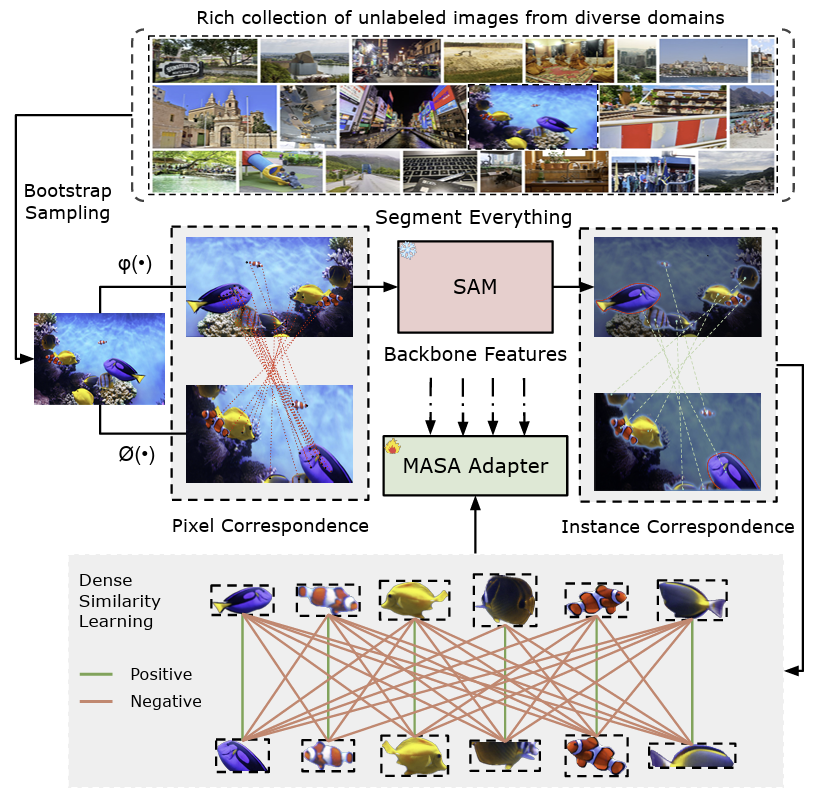 Rich collection of unlabeled images from diverse domains
Bootstrap
Sampling
Segment Everything
φ(•)
SAM
Backbone Features
Ø(•)
MASA Adapter
Pixel Correspondence
Instance Correspondence
Dense
Similarity
Learning
Positive
Negative